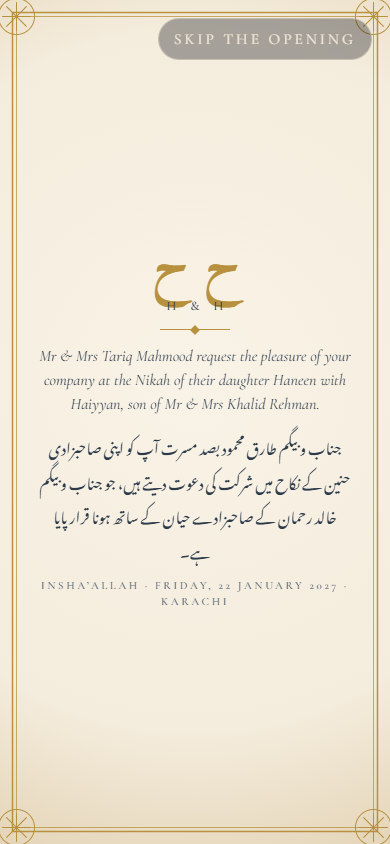 SKIP THE OPENING
ح ح
H & H
Mr & Mrs Tariq Mahmood request the pleasure of your
company at the Nikah of their daughter Haneen with
Haiyyan, son of Mr & Mrs Khalid Rehman.
جناب و بیگم طارق محمود بصد مسرت آپ کو اپنی صاحبزادی
حنین کے نکاح میں شرکت کی دعوت دیتے ہیں، جو جناب و بیگم
خالد رحمان کے صاحبزادے حیان کے ساتھ ہونا قرار پایا
ہے۔
INSHA'ALLAH · FRIDAY, 22 JANUARY 2027 ·
KARACHI